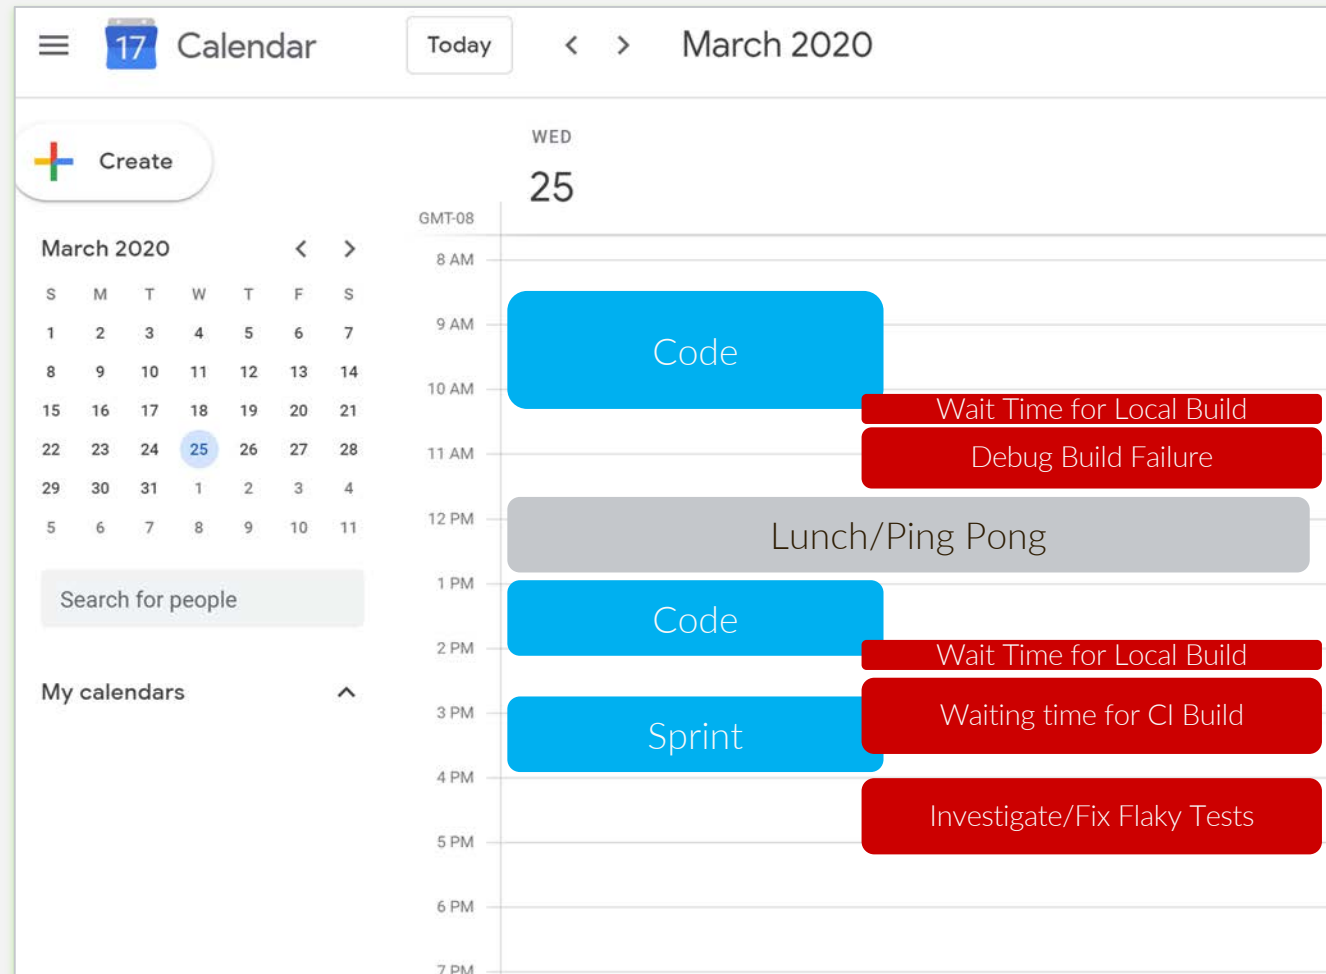 17 Calendar Today March 2020
Create
WED
25
GMT-08
March 2020
S M T W T F S
1 2 3 4 5 6 7
8 9 10 11 12 13 14
15 16 17 18 19 20 21
22 23 24 25 26 27 28
29 30 31 1 2 3 4
5 6 7 8 9 10 11
Search for people
My calendars
8 AM
9 AM
Code
10 AM
Wait Time for Local Build
11 AM
Debug Build Failure
12 PM
Lunch/Ping Pong
1 PM
Code
2 PM
Wait Time for Local Build
3 PM
Waiting time for CI Build
Sprint
4 PM
Investigate/Fix Flaky Tests
5 PM
6 PM
7 PM